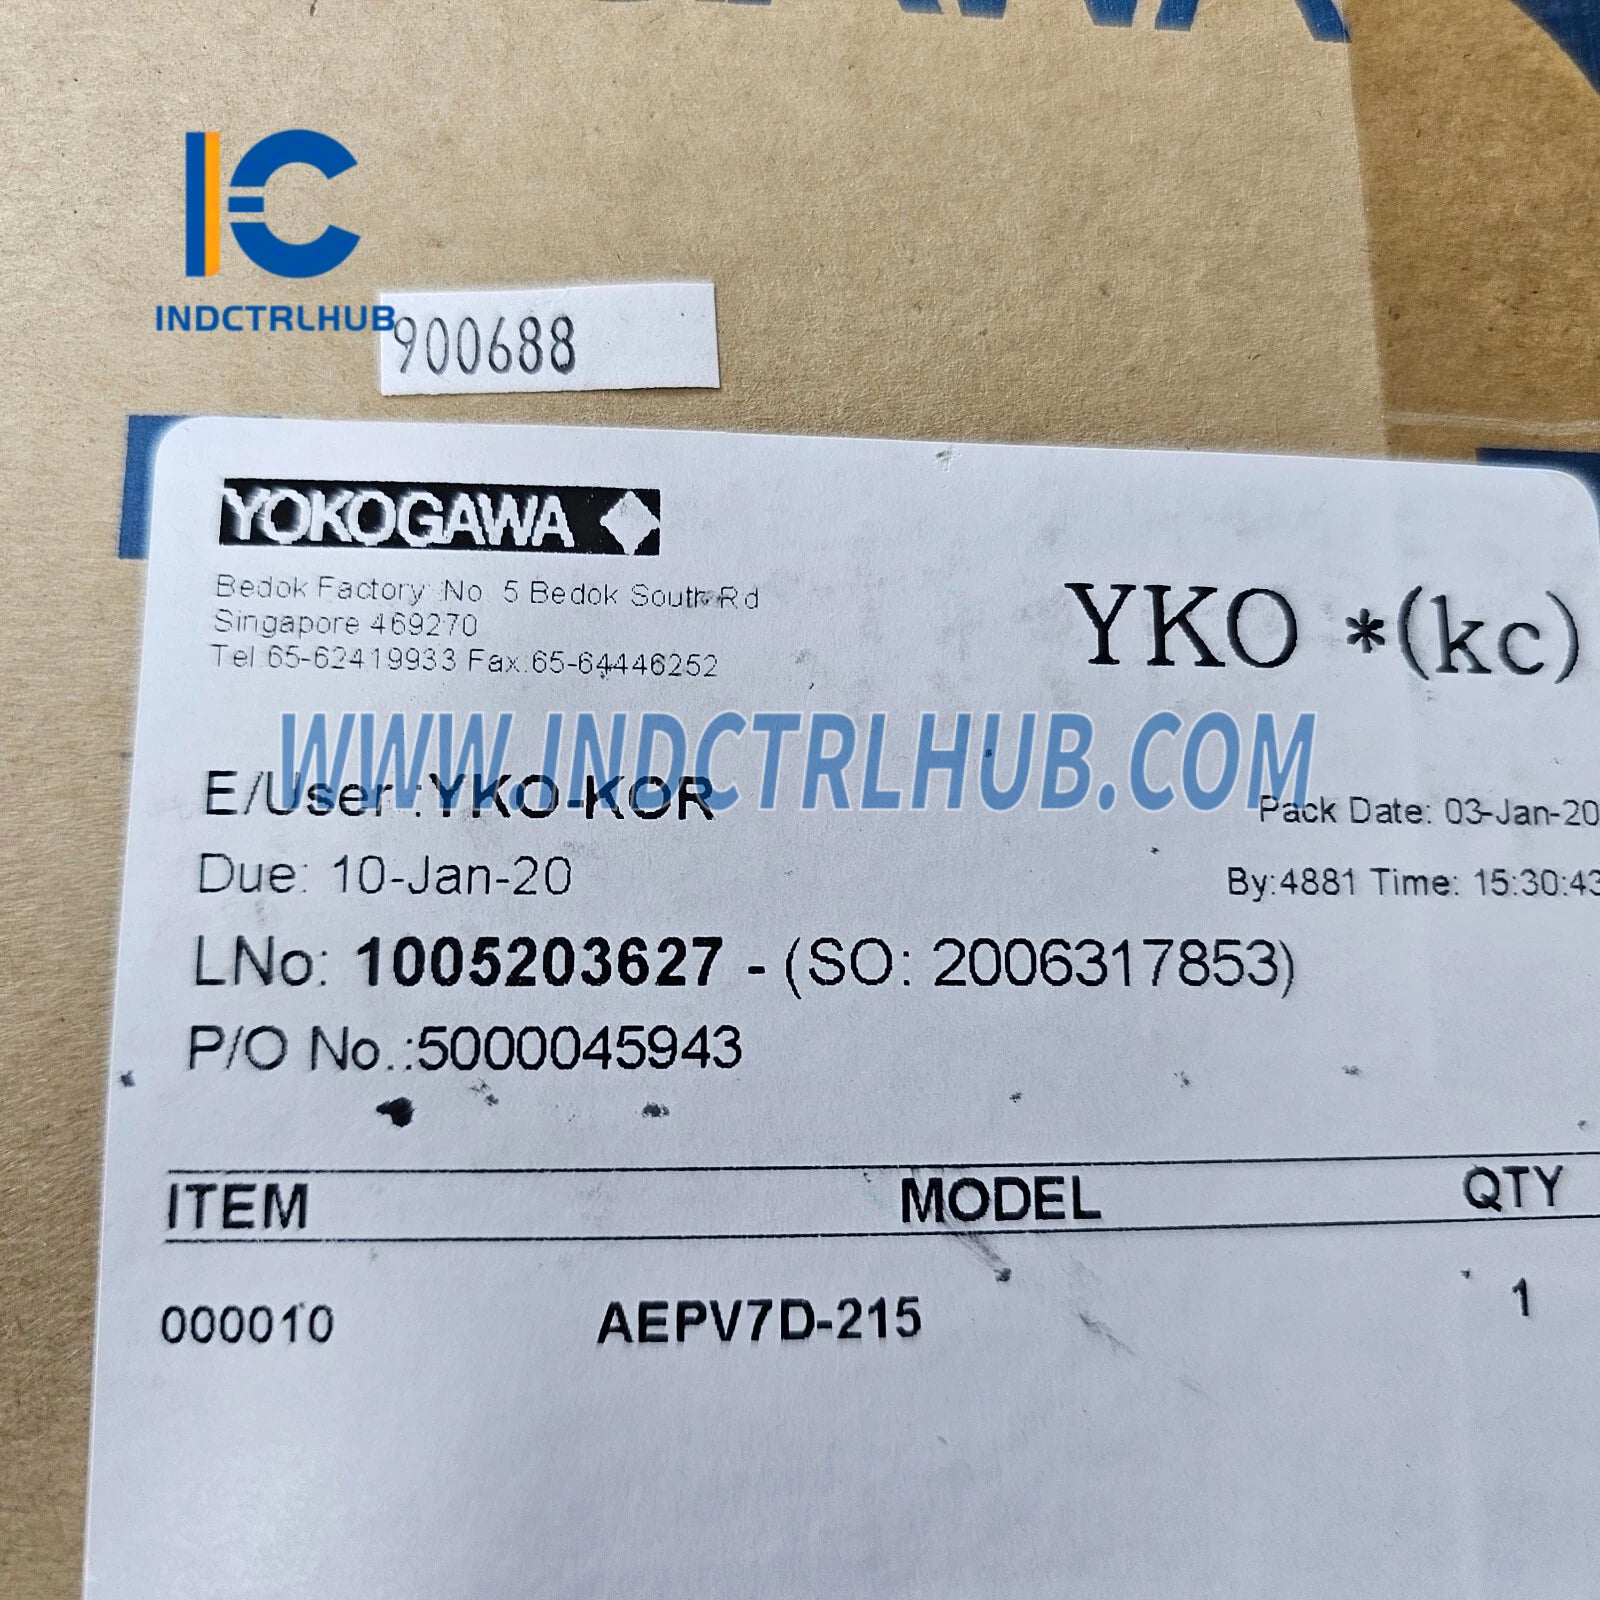 INDCTRLHUB
900688
YOKOGAWA
Bedok Factory: No. 5 Bedok South Rd
Singapore 469270
Tel:65-62419933 Fax:65-64446252
YKO *(kc)
WWW.INDCTRLHUB.COM
E/User :YKO-KOR
Pack Date: 03-Jan-20
Due: 10-Jan-20
By:4881 Time: 15:30:43
LNo: 1005203627 - (SO: 2006317853)
P/O No.:5000045943
ITEM MODEL QTY
000010 AEPV7D-215 1